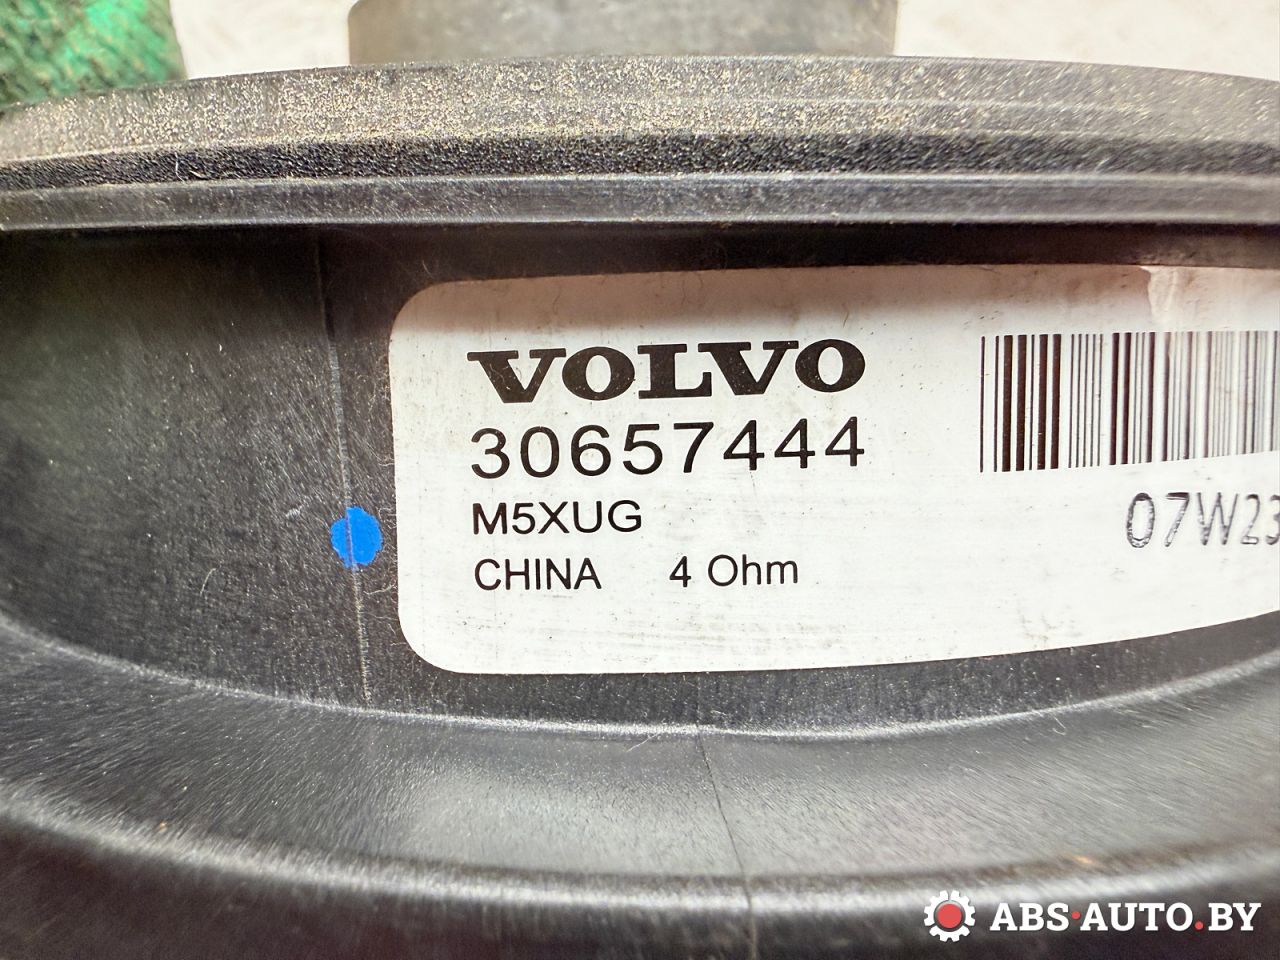 VOLVO
30657444
M5XUG
07W23
CHINA 4 Ohm
ABS·AUTO.BY